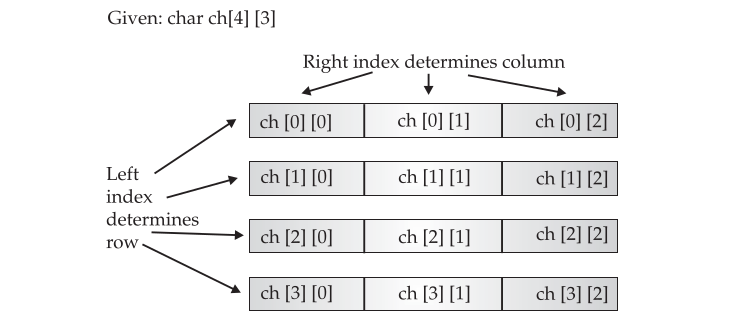 Given: char ch[4] [3]
Right index determines column
ch [0] [0] ch [0] [1] ch [0] [2]
Left
index
determines
row
ch [1] [0] ch [1] [1] ch [1] [2]
ch [2] [0] ch [2] [1] ch [2] [2]
ch [3] [0] ch [3] [1] ch [3] [2]